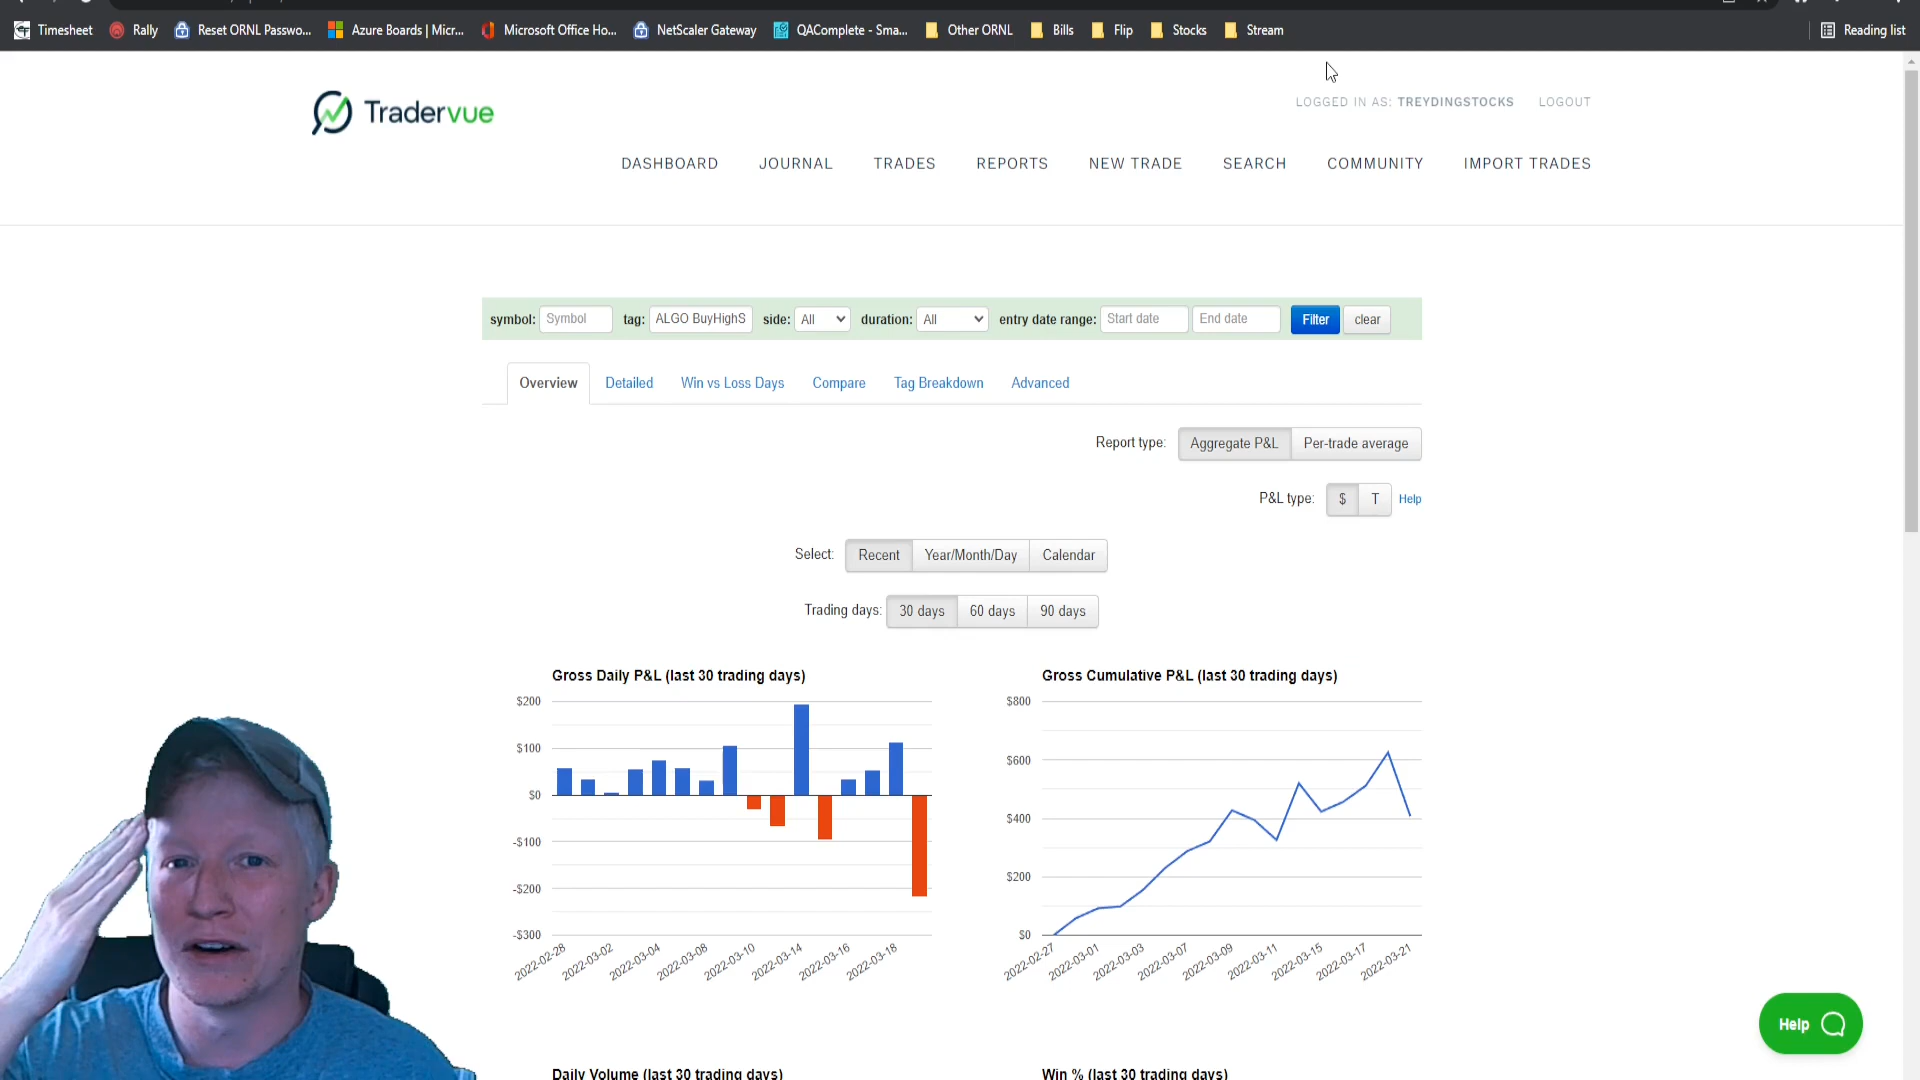 Timesheet Rally Reset ORNL Passwo... Azure Boards | Micr... Microsoft Office Ho... NetScaler Gateway QAComplete - Sma... Other ORNL Bills Flip Stocks Stream Reading list
LOGGED IN AS: TREYDINGSTOCKS LOGOUT
Tradervue
DASHBOARD JOURNAL TRADES REPORTS NEW TRADE SEARCH COMMUNITY IMPORT TRADES
symbol: Symbol tag: ALGO BuyHighS side: All duration: All entry date range: Start date End date Filter clear
Overview Detailed Win vs Loss Days Compare Tag Breakdown Advanced
Report type: Aggregate P&L Per-trade average
P&L type: $ T Help
Select: Recent Year/Month/Day Calendar
Trading days: 30 days 60 days 90 days
Gross Daily P&L (last 30 trading days)
$200
$100
$0
-$100
-$200
-$300
2022-02-28 2022-03-02 2022-03-04 2022-03-08 2022-03-10 2022-03-14 2022-03-16 2022-03-18
Gross Cumulative P&L (last 30 trading days)
$800
$600
$400
$200
$0
2022-02-27 2022-03-01 2022-03-03 2022-03-07 2022-03-09 2022-03-11 2022-03-15 2022-03-17 2022-03-21
Help
Daily Volume (last 30 trading days)
Win % (last 30 trading days)